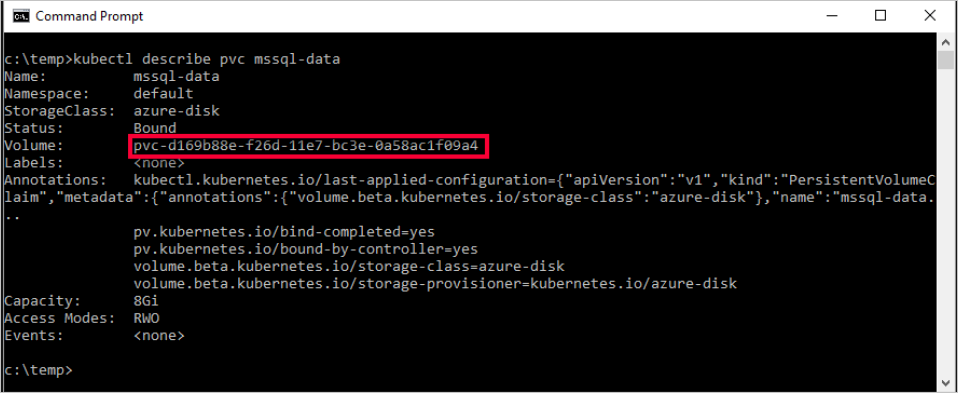 Command Prompt
c:\temp>kubectl describe pvc mssql-data
Name:          mssql-data
Namespace:     default
StorageClass:  azure-disk
Status:        Bound
Volume:        pvc-d169b88e-f26d-11e7-bc3e-0a58ac1f09a4
Labels:        <none>
Annotations:   kubectl.kubernetes.io/last-applied-configuration={"apiVersion":"v1","kind":"PersistentVolumeC
laim","metadata":{"annotations":{"volume.beta.kubernetes.io/storage-class":"azure-disk"},"name":"mssql-data.
..
               pv.kubernetes.io/bind-completed=yes
               pv.kubernetes.io/bound-by-controller=yes
               volume.beta.kubernetes.io/storage-class=azure-disk
               volume.beta.kubernetes.io/storage-provisioner=kubernetes.io/azure-disk
Capacity:      8Gi
Access Modes:  RWO
Events:        <none>
c:\temp>